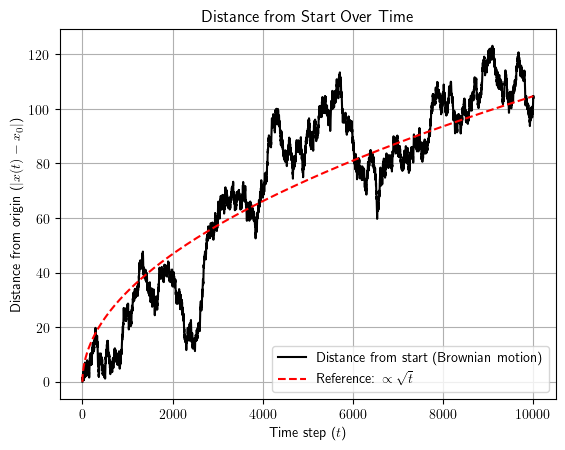 Distance from Start Over Time
120
100
80
60
40
20
0
Distance from origin (|x(t) − x₀|)
Distance from start (Brownian motion)
Reference: ∝ √t
0
2000
4000
6000
8000
10000
Time step (t)